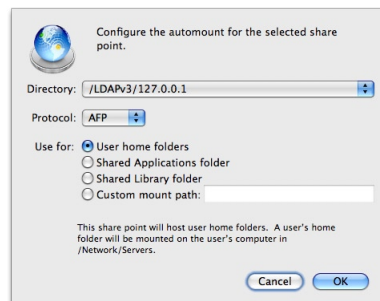 Configure the automount for the selected share
point.
Directory: /LDAPv3/127.0.0.1
Protocol: AFP
Use for: User home folders
Shared Applications folder
Shared Library folder
Custom mount path:
This share point will host user home folders. A user's home
folder will be mounted on the user's computer in
/Network/Servers.
Cancel OK